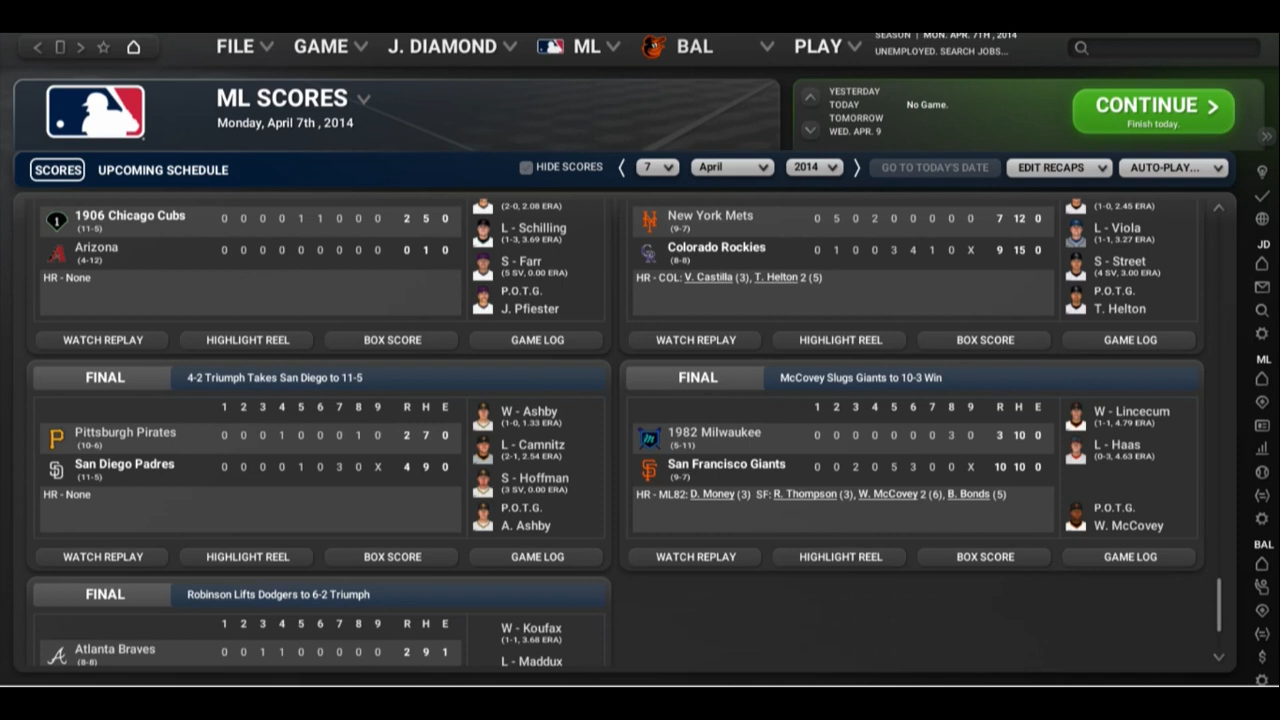 FILE GAME J. DIAMOND ML BAL PLAY
SEASON | MON. APR. 7TH, 2014
UNEMPLOYED. SEARCH JOBS...
ML SCORES
Monday, April 7th , 2014
YESTERDAY
TODAY No Game.
TOMORROW
WED. APR. 9
CONTINUE
Finish today.
SCORES UPCOMING SCHEDULE HIDE SCORES 7 April 2014 GO TO TODAY'S DATE EDIT RECAPS AUTO-PLAY...
1906 Chicago Cubs 0 0 0 0 1 1 0 0 0 2 5 0
(11-5)
Arizona 0 0 0 0 0 0 0 0 0 0 1 0
(4-12)
HR - None
(2-0, 2.08 ERA)
L - Schilling
(1-3, 3.69 ERA)
S - Farr
(5 SV, 0.00 ERA)
P.O.T.G.
J. Pfiester
WATCH REPLAY HIGHLIGHT REEL BOX SCORE GAME LOG
New York Mets 0 5 0 2 0 0 0 0 0 7 12 0
(9-7)
Colorado Rockies 0 1 0 0 3 4 1 0 X 9 15 0
(8-8)
HR - COL: V. Castilla (3), T. Helton 2 (5)
(1-0, 2.45 ERA)
L - Viola
(1-1, 3.27 ERA)
S - Street
(4 SV, 3.00 ERA)
P.O.T.G.
T. Helton
WATCH REPLAY HIGHLIGHT REEL BOX SCORE GAME LOG
FINAL 4-2 Triumph Takes San Diego to 11-5
1 2 3 4 5 6 7 8 9 R H E
Pittsburgh Pirates 0 0 0 1 0 0 0 1 0 2 7 0
(10-6)
San Diego Padres 0 0 0 0 1 0 3 0 X 4 9 0
(11-5)
HR - None
W - Ashby
(1-0, 1.33 ERA)
L - Camnitz
(2-1, 2.54 ERA)
S - Hoffman
(3 SV, 0.00 ERA)
P.O.T.G.
A. Ashby
WATCH REPLAY HIGHLIGHT REEL BOX SCORE GAME LOG
FINAL McCovey Slugs Giants to 10-3 Win
1 2 3 4 5 6 7 8 9 R H E
1982 Milwaukee 0 0 0 0 0 0 0 3 0 3 10 0
(5-11)
San Francisco Giants 0 0 2 0 5 3 0 0 X 10 10 0
(9-7)
HR - ML82: D. Money (3) SF: R. Thompson (3), W. McCovey 2 (6), B. Bonds (5)
W - Lincecum
(1-1, 4.79 ERA)
L - Haas
(0-3, 4.63 ERA)
P.O.T.G.
W. McCovey
WATCH REPLAY HIGHLIGHT REEL BOX SCORE GAME LOG
FINAL Robinson Lifts Dodgers to 6-2 Triumph
1 2 3 4 5 6 7 8 9 R H E
Atlanta Braves 0 0 1 1 0 0 0 0 0 2 9 1
(8-8)
W - Koufax
(1-1, 3.68 ERA)
L - Maddux
JD
ML
BAL